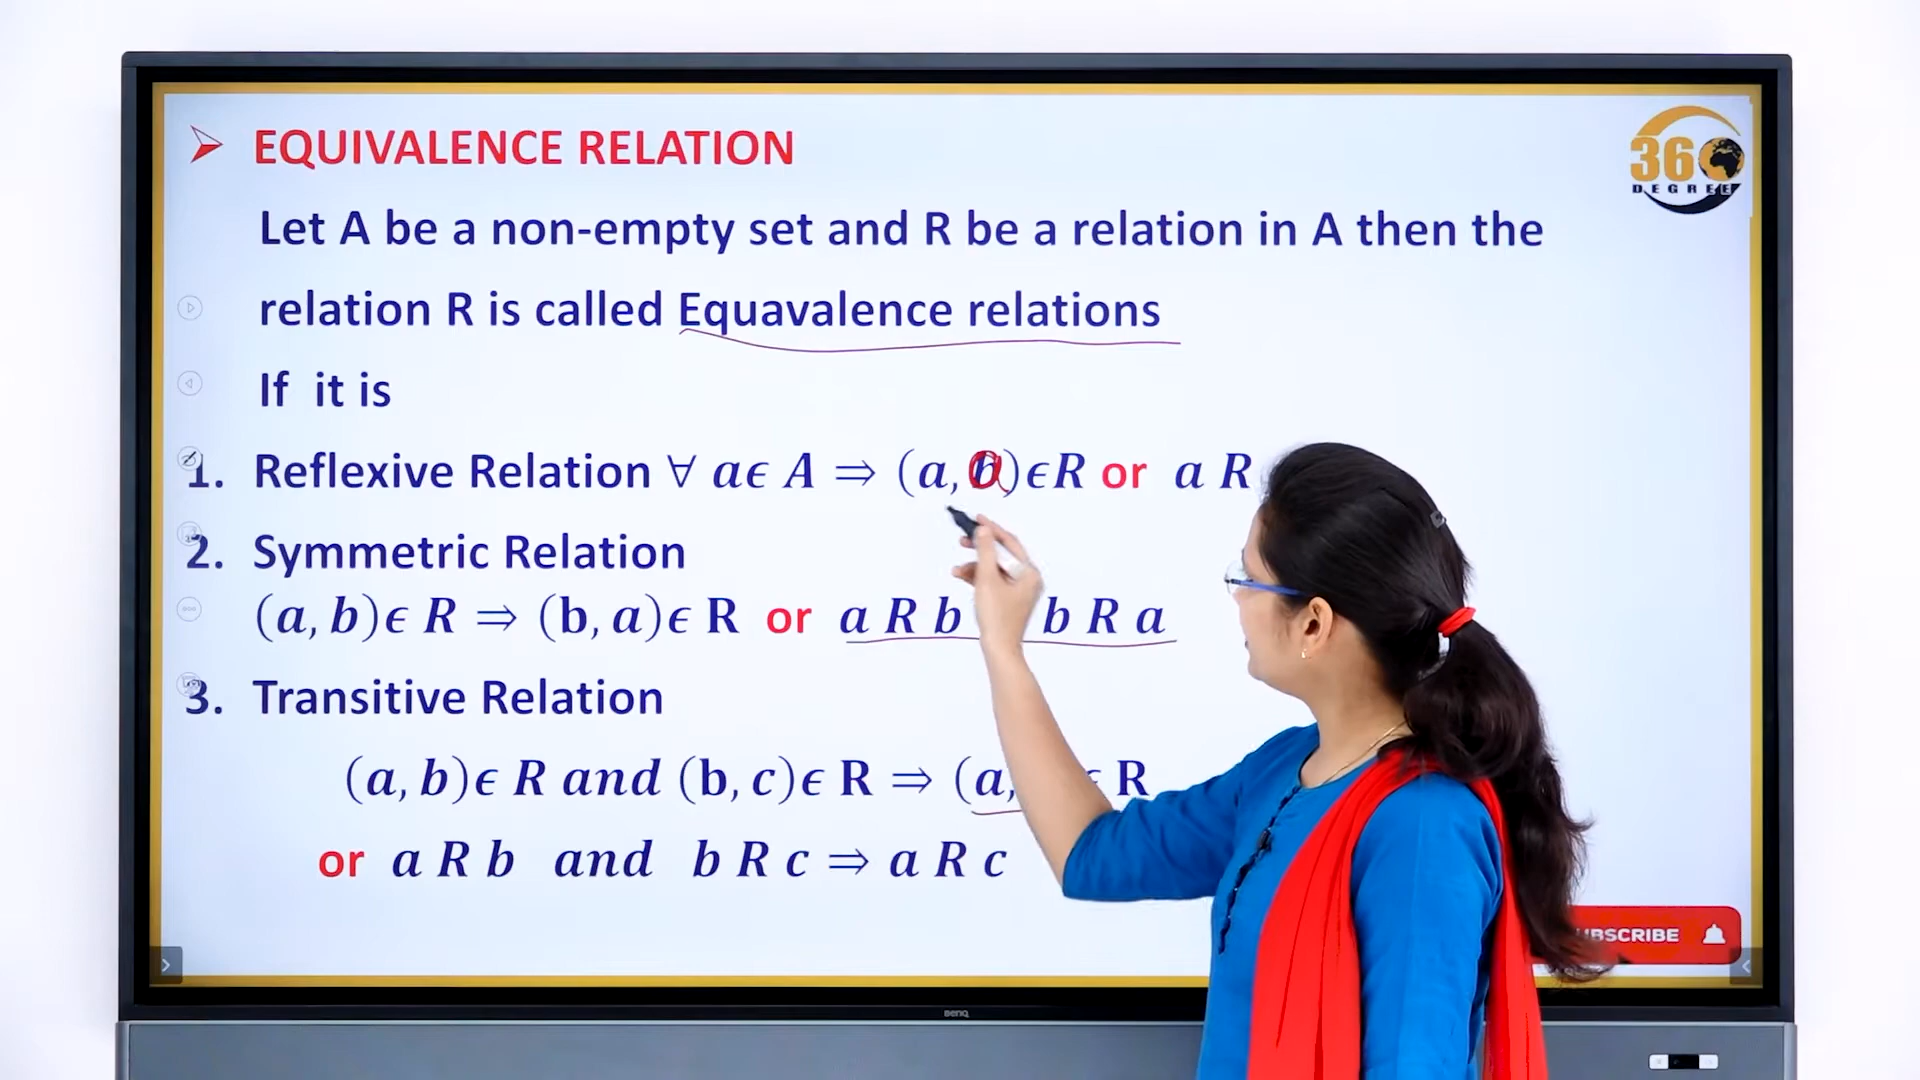 EQUIVALENCE RELATION
360
DEGREE
Let A be a non-empty set and R be a relation in A then the
relation R is called Equavalence relations
If it is
1. Reflexive Relation ∀ aϵ A ⇒ (a, a)ϵR or a R
2. Symmetric Relation
(a, b)ϵ R ⇒ (b, a)ϵ R or a R b b R a
3. Transitive Relation
(a, b)ϵ R and (b, c)ϵ R ⇒ (a, ϵ R
or a R b and b R c ⇒ a R c
UBSCRIBE
BenQ